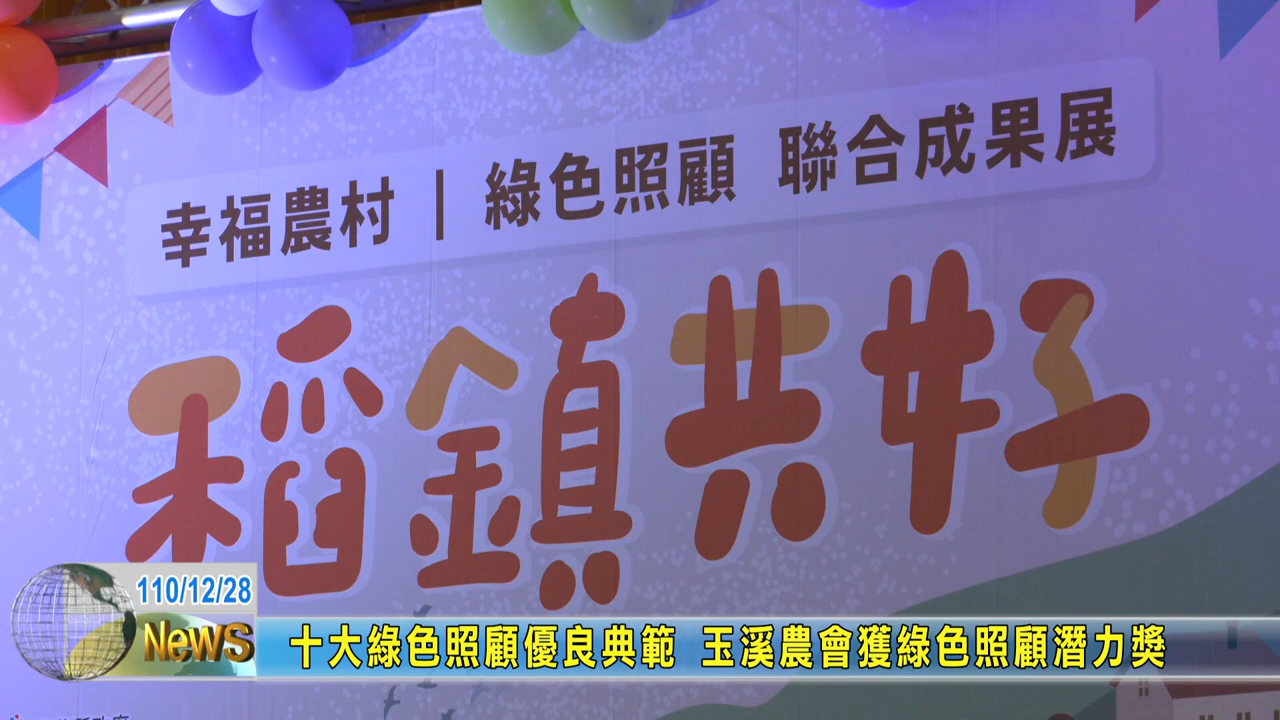 幸福農村 | 綠色照顧 聯合成果展
稻鎮共好
110/12/28
News
十大綠色照顧優良典範 玉溪農會獲綠色照顧潛力獎